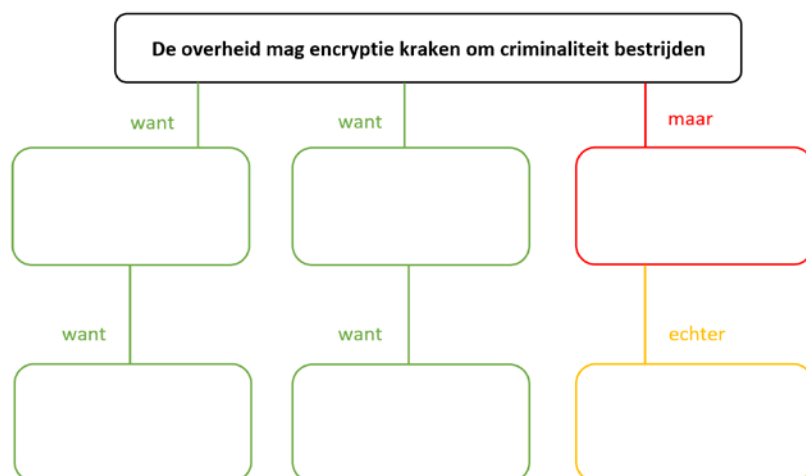 De overheid mag encryptie kraken om criminaliteit bestrijden
want
want
maar
want
want
echter